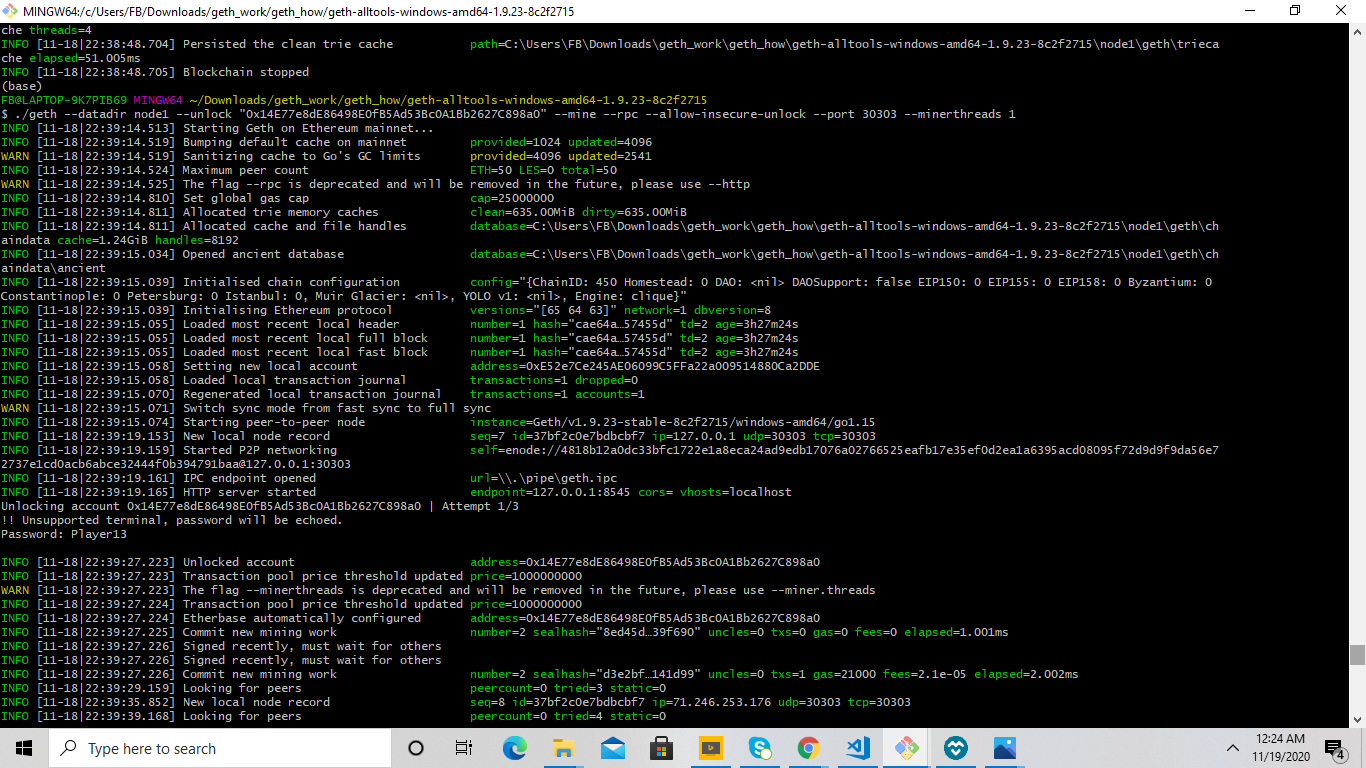 MINGW64:/c/Users/FB/Downloads/geth_work/geth_how/geth-alltools-windows-amd64-1.9.23-8c2f2715
che threads=4
INFO [11-18|22:38:48.704] Persisted the clean trie cache path=C:\Users\FB\Downloads\geth_work\geth_how\geth-alltools-windows-amd64-1.9.23-8c2f2715\node1\geth\trieca
che elapsed=51.005ms
INFO [11-18|22:38:48.705] Blockchain stopped
(base)
FB@LAPTOP-9K7PIB69 MINGW64 ~/Downloads/geth_work/geth_how/geth-alltools-windows-amd64-1.9.23-8c2f2715
$ ./geth --datadir node1 --unlock "0x14E77e8dE86498E0fB5Ad53Bc0A1Bb2627C898a0" --mine --rpc --allow-insecure-unlock --port 30303 --minerthreads 1
INFO [11-18|22:39:14.513] Starting Geth on Ethereum mainnet...
INFO [11-18|22:39:14.519] Bumping default cache on mainnet provided=1024 updated=4096
WARN [11-18|22:39:14.519] Sanitizing cache to Go's GC limits provided=4096 updated=2541
INFO [11-18|22:39:14.524] Maximum peer count ETH=50 LES=0 total=50
WARN [11-18|22:39:14.525] The flag --rpc is deprecated and will be removed in the future, please use --http
INFO [11-18|22:39:14.810] Set global gas cap cap=25000000
INFO [11-18|22:39:14.811] Allocated trie memory caches clean=635.00MiB dirty=635.00MiB
INFO [11-18|22:39:14.811] Allocated cache and file handles database=C:\Users\FB\Downloads\geth_work\geth_how\geth-alltools-windows-amd64-1.9.23-8c2f2715\node1\geth\ch
aindata cache=1.24GiB handles=8192
INFO [11-18|22:39:15.034] Opened ancient database database=C:\Users\FB\Downloads\geth_work\geth_how\geth-alltools-windows-amd64-1.9.23-8c2f2715\node1\geth\ch
aindata\ancient
INFO [11-18|22:39:15.039] Initialised chain configuration config="{ChainID: 450 Homestead: 0 DAO: <nil> DAOSupport: false EIP150: 0 EIP155: 0 EIP158: 0 Byzantium: 0
Constantinople: 0 Petersburg: 0 Istanbul: 0, Muir Glacier: <nil>, YOLO v1: <nil>, Engine: clique}"
INFO [11-18|22:39:15.039] Initialising Ethereum protocol versions="[65 64 63]" network=1 dbversion=8
INFO [11-18|22:39:15.055] Loaded most recent local header number=1 hash="cae64a…57455d" td=2 age=3h27m24s
INFO [11-18|22:39:15.055] Loaded most recent local full block number=1 hash="cae64a…57455d" td=2 age=3h27m24s
INFO [11-18|22:39:15.055] Loaded most recent local fast block number=1 hash="cae64a…57455d" td=2 age=3h27m24s
INFO [11-18|22:39:15.058] Setting new local account address=0xE52e7Ce245AE06099C5FFa22a009514880Ca2DDE
INFO [11-18|22:39:15.058] Loaded local transaction journal transactions=1 dropped=0
INFO [11-18|22:39:15.070] Regenerated local transaction journal transactions=1 accounts=1
WARN [11-18|22:39:15.071] Switch sync mode from fast sync to full sync
INFO [11-18|22:39:15.074] Starting peer-to-peer node instance=Geth/v1.9.23-stable-8c2f2715/windows-amd64/go1.15
INFO [11-18|22:39:19.153] New local node record seq=7 id=37bf2c0e7bdbcbf7 ip=127.0.0.1 udp=30303 tcp=30303
INFO [11-18|22:39:19.159] Started P2P networking self=enode://4818b12a0dc33bfc1722e1a8eca24ad9edb17076a02766525eafb17e35ef0d2ea1a6395acd08095f72d9d9f9da56e7
2737e1cd0acb6abce32444f0b394791baa@127.0.0.1:30303
INFO [11-18|22:39:19.161] IPC endpoint opened url=\\.\pipe\geth.ipc
INFO [11-18|22:39:19.165] HTTP server started endpoint=127.0.0.1:8545 cors= vhosts=localhost
Unlocking account 0x14E77e8dE86498E0fB5Ad53Bc0A1Bb2627C898a0 | Attempt 1/3
!! Unsupported terminal, password will be echoed.
Password: Player13
INFO [11-18|22:39:27.223] Unlocked account address=0x14E77e8dE86498E0fB5Ad53Bc0A1Bb2627C898a0
INFO [11-18|22:39:27.223] Transaction pool price threshold updated price=1000000000
WARN [11-18|22:39:27.223] The flag --minerthreads is deprecated and will be removed in the future, please use --miner.threads
INFO [11-18|22:39:27.224] Transaction pool price threshold updated price=1000000000
INFO [11-18|22:39:27.224] Etherbase automatically configured address=0x14E77e8dE86498E0fB5Ad53Bc0A1Bb2627C898a0
INFO [11-18|22:39:27.225] Commit new mining work number=2 sealhash="8ed45d…39f690" uncles=0 txs=0 gas=0 fees=0 elapsed=1.001ms
INFO [11-18|22:39:27.226] Signed recently, must wait for others
INFO [11-18|22:39:27.226] Signed recently, must wait for others
INFO [11-18|22:39:27.226] Commit new mining work number=2 sealhash="d3e2bf…141d99" uncles=0 txs=1 gas=21000 fees=2.1e-05 elapsed=2.002ms
INFO [11-18|22:39:29.159] Looking for peers peercount=0 tried=3 static=0
INFO [11-18|22:39:35.852] New local node record seq=8 id=37bf2c0e7bdbcbf7 ip=71.246.253.176 udp=30303 tcp=30303
INFO [11-18|22:39:39.168] Looking for peers peercount=0 tried=4 static=0
Type here to search
12:24 AM
11/19/2020
4